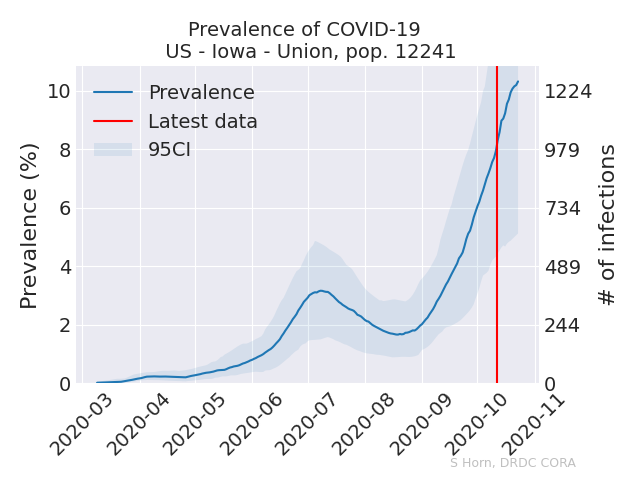 Prevalence of COVID-19
US - Iowa - Union, pop. 12241
Prevalence
Latest data
95CI
Prevalence (%)
10
8
6
4
2
0
1224
979
734
489
244
0
# of infections
2020-03
2020-04
2020-05
2020-06
2020-07
2020-08
2020-09
2020-10
2020-11
S Horn, DRDC CORA